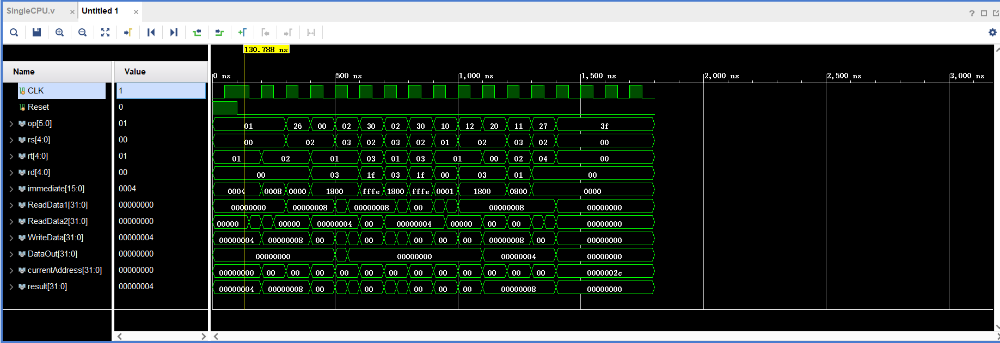 SingleCPU.v × Untitled 1 ×
?
130.788 ns
Name Value
0 ns 500 ns 1,000 ns 1,500 ns 2,000 ns 2,500 ns 3,000 ns
CLK 1
Reset 0
op[5:0] 01 01 26 00 02 30 02 30 10 12 20 11 27 3f
rs[4:0] 00 00 02 03 02 03 02 01 02 03 02 00
rt[4:0] 01 01 02 01 03 01 03 01 00 02 04 00
rd[4:0] 00 00 03 1f 03 1f 00 03 01 00
immediate[15:0] 0004 0004 0008 0000 1800 fffe 1800 fffe 0001 1800 0800 0000
ReadData1[31:0] 00000000 00000000 00000008 00000008 00 00000008 00000000
ReadData2[31:0] 00000000 00000 00000 00000004 00 00000004 00000 00 00 00000000
WriteData[31:0] 00000004 00000004 00000008 00 00 00 00 00 00000008 00 00000000
DataOut[31:0] 00000000 00000000 00000000 00000004 00000000
currentAddress[31:0] 00000000 00000000 00 00 00 00 00 00 00 00 00 00 00 0000002c
result[31:0] 00000004 00000004 00000008 00 00 00 00 00 00000008 00000000